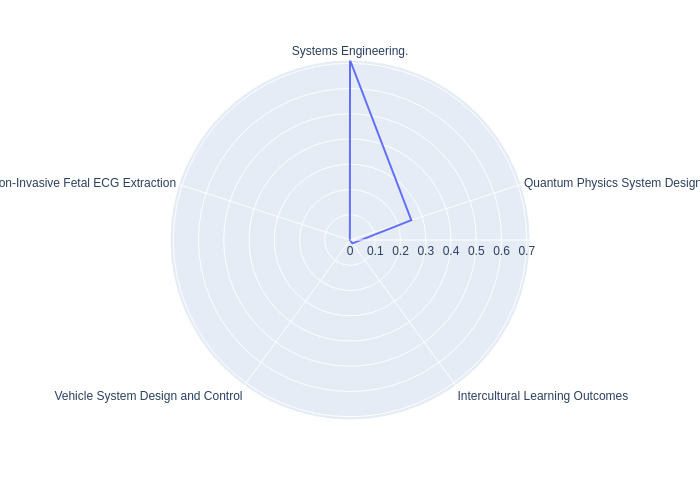 Systems Engineering.
on-Invasive Fetal ECG Extraction
Quantum Physics System Design
0 0.1 0.2 0.3 0.4 0.5 0.6 0.7
Vehicle System Design and Control
Intercultural Learning Outcomes